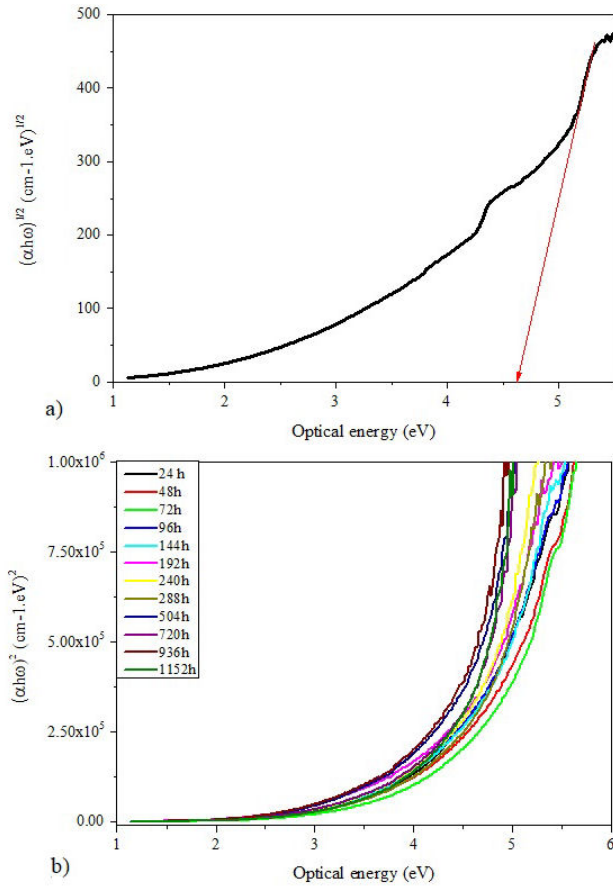 500
400
300
200
100
0
(αhω)^1/2 (cm-1.eV)^1/2
1
2
3
4
5
Optical energy (eV)
a)
1.00x10^6
7.50x10^5
5.00x10^5
2.50x10^5
0.00
(αhω)^2 (cm-1.eV)^2
24 h
48h
72h
96h
144h
192h
240h
288h
504h
720h
936h
1152h
1
2
3
4
5
6
Optical energy (eV)
b)